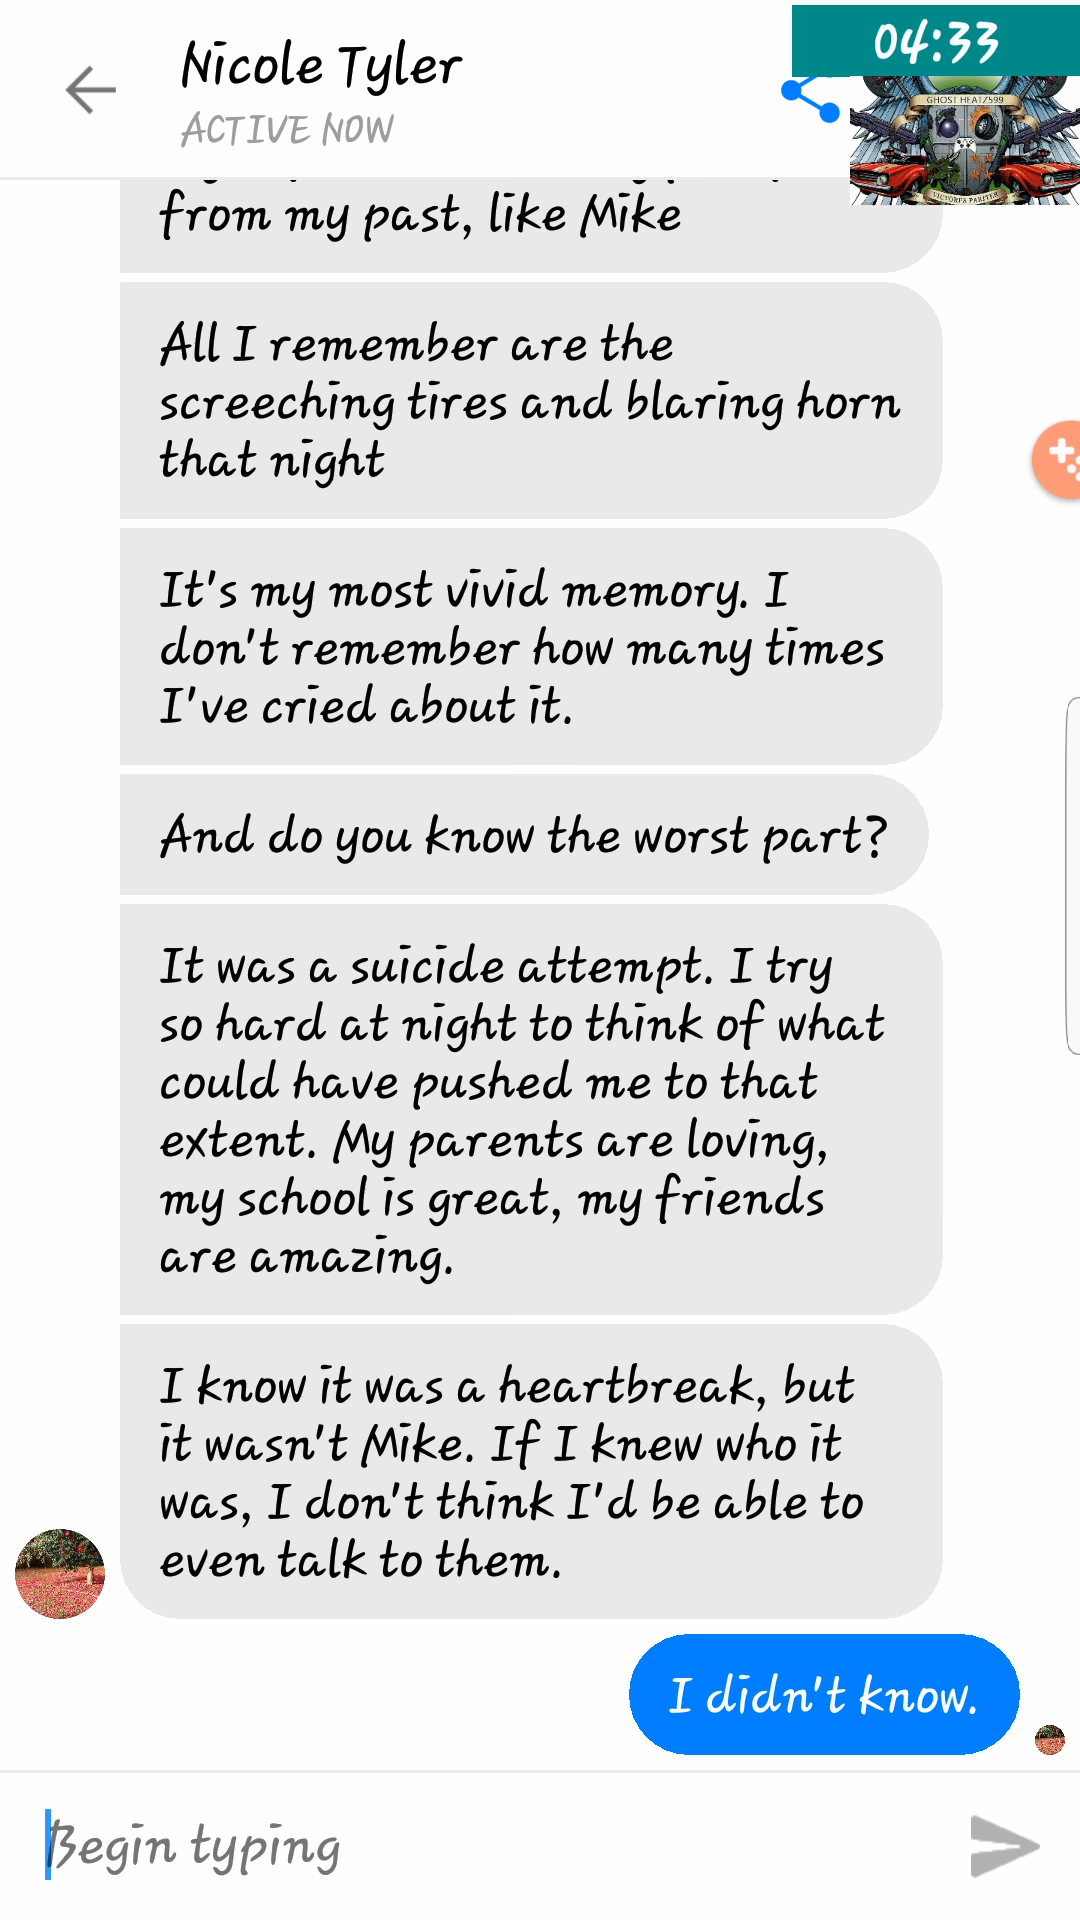 Nicole Tyler
ACTIVE NOW
04:33
GHOST HEATZ599
VICTORES PARITER
from my past, like Mike
All I remember are the
screeching tires and blaring horn
that night
It's my most vivid memory. I
don't remember how many times
I've cried about it.
And do you know the worst part?
It was a suicide attempt. I try
so hard at night to think of what
could have pushed me to that
extent. My parents are loving,
my school is great, my friends
are amazing.
I know it was a heartbreak, but
it wasn't Mike. If I knew who it
was, I don't think I'd be able to
even talk to them.
I didn't know.
Begin typing